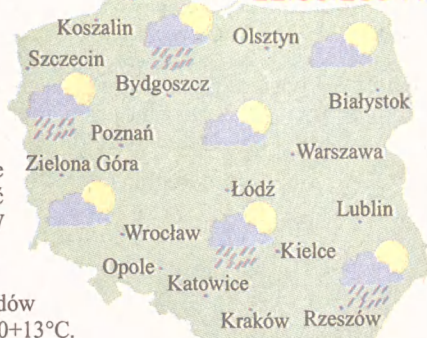 Koszalin
Olsztyn
Szczecin
Bydgoszcz
Białystok
Poznań
Warszawa
Zielona Góra
Łódź
Lublin
Wrocław
Kielce
Opole
Katowice
dów
Kraków Rzeszów
0+13°C.